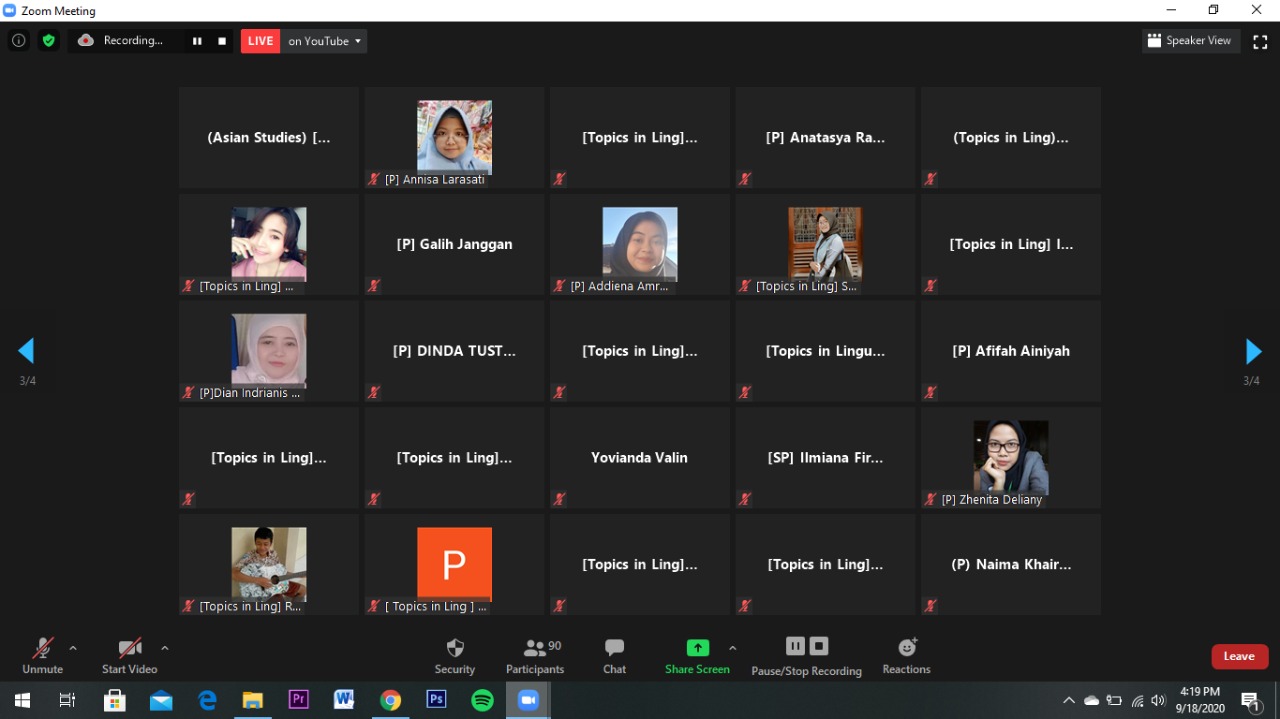 Zoom Meeting
Recording...
LIVE
on YouTube
Speaker View
(Asian Studies) [...
[P] Annisa Larasati
[Topics in Ling]...
[P] Anatasya Ra...
(Topics in Ling)...
[Topics in Ling] ...
[P] Galih Janggan
[P] Addiena Amr...
[Topics in Ling] S...
[Topics in Ling] I...
3/4
[P]Dian Indrianis ...
[P] DINDA TUST...
[Topics in Ling]...
[Topics in Lingu...
[P] Afifah Ainiyah
3/4
[Topics in Ling]...
[Topics in Ling]...
Yovianda Valin
[SP] Ilmiana Fir...
[P] Zhenita Deliany
[Topics in Ling] R...
P
[ Topics in Ling ] ...
[Topics in Ling]...
[Topics in Ling]...
(P) Naima Khair...
Unmute
Start Video
Security
Participants
90
Chat
Share Screen
Pause/Stop Recording
Reactions
Leave
Pr
W
Ps
4:19 PM
9/18/2020
1